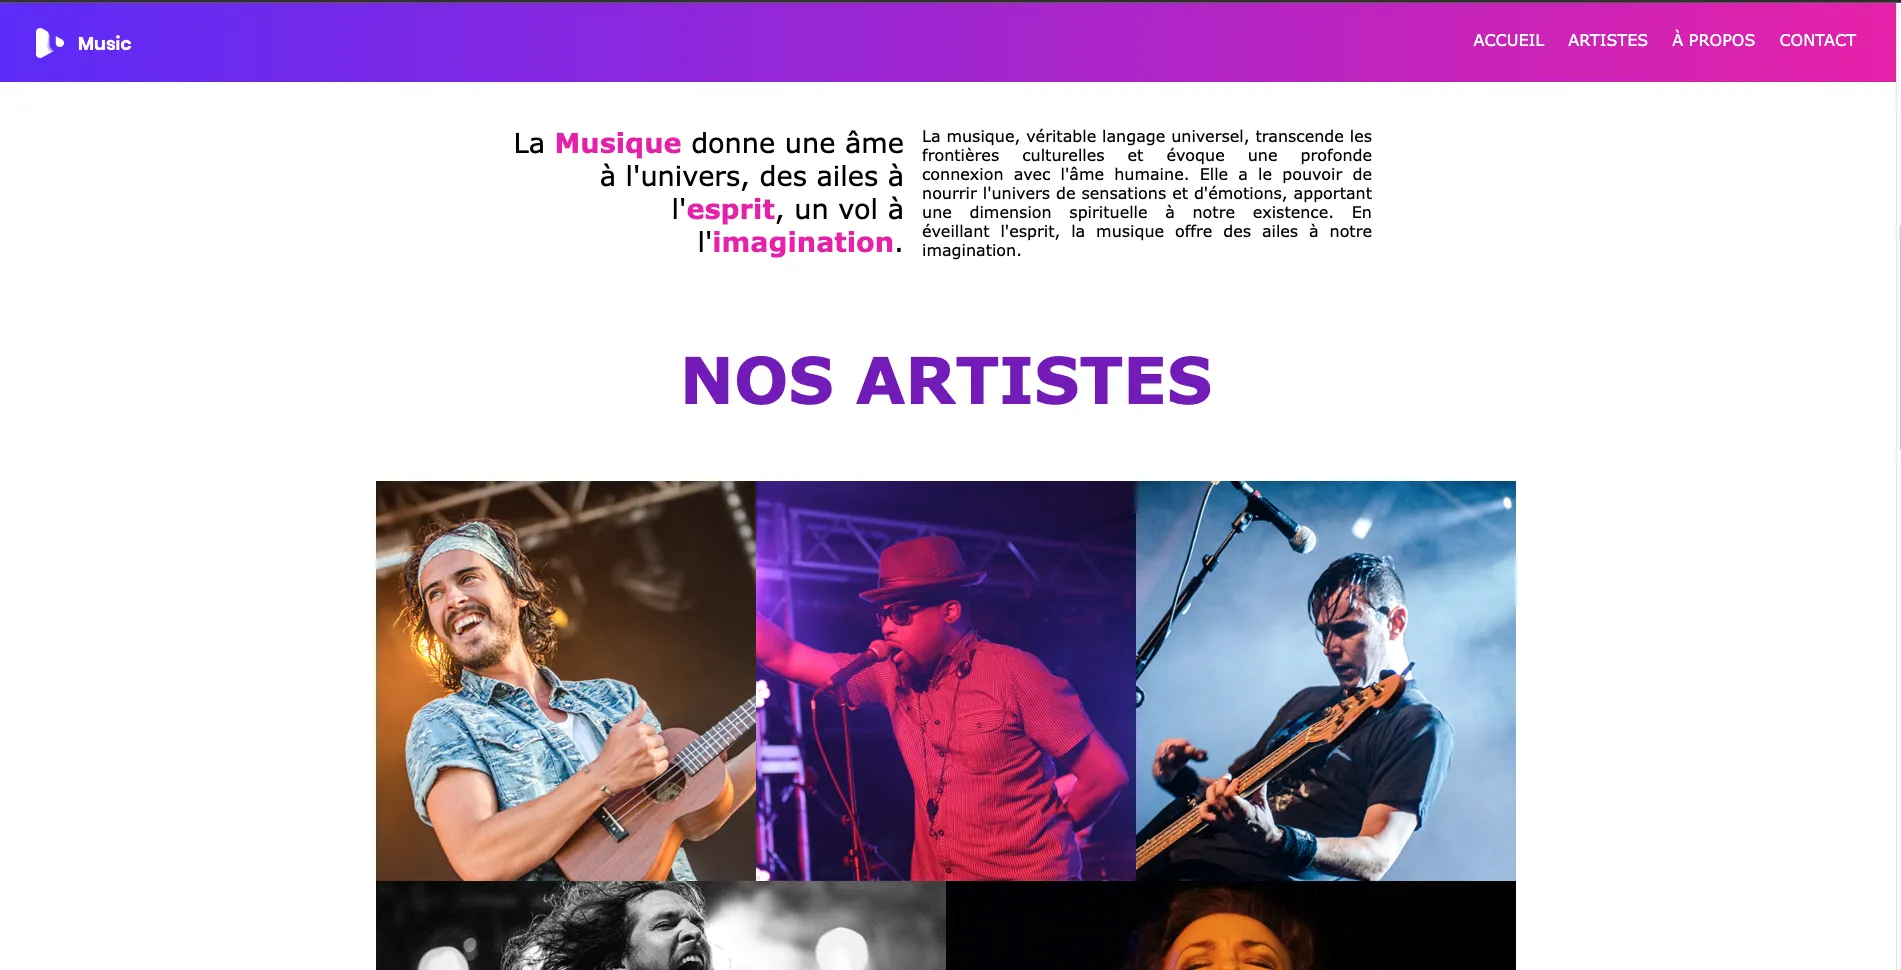 Music
ACCUEIL ARTISTES À PROPOS CONTACT
La Musique donne une âme
à l'univers, des ailes à
l'esprit, un vol à
l'imagination.
La musique, véritable langage universel, transcende les
frontières culturelles et évoque une profonde
connexion avec l'âme humaine. Elle a le pouvoir de
nourrir l'univers de sensations et d'émotions, apportant
une dimension spirituelle à notre existence. En
éveillant l'esprit, la musique offre des ailes à notre
imagination.
NOS ARTISTES